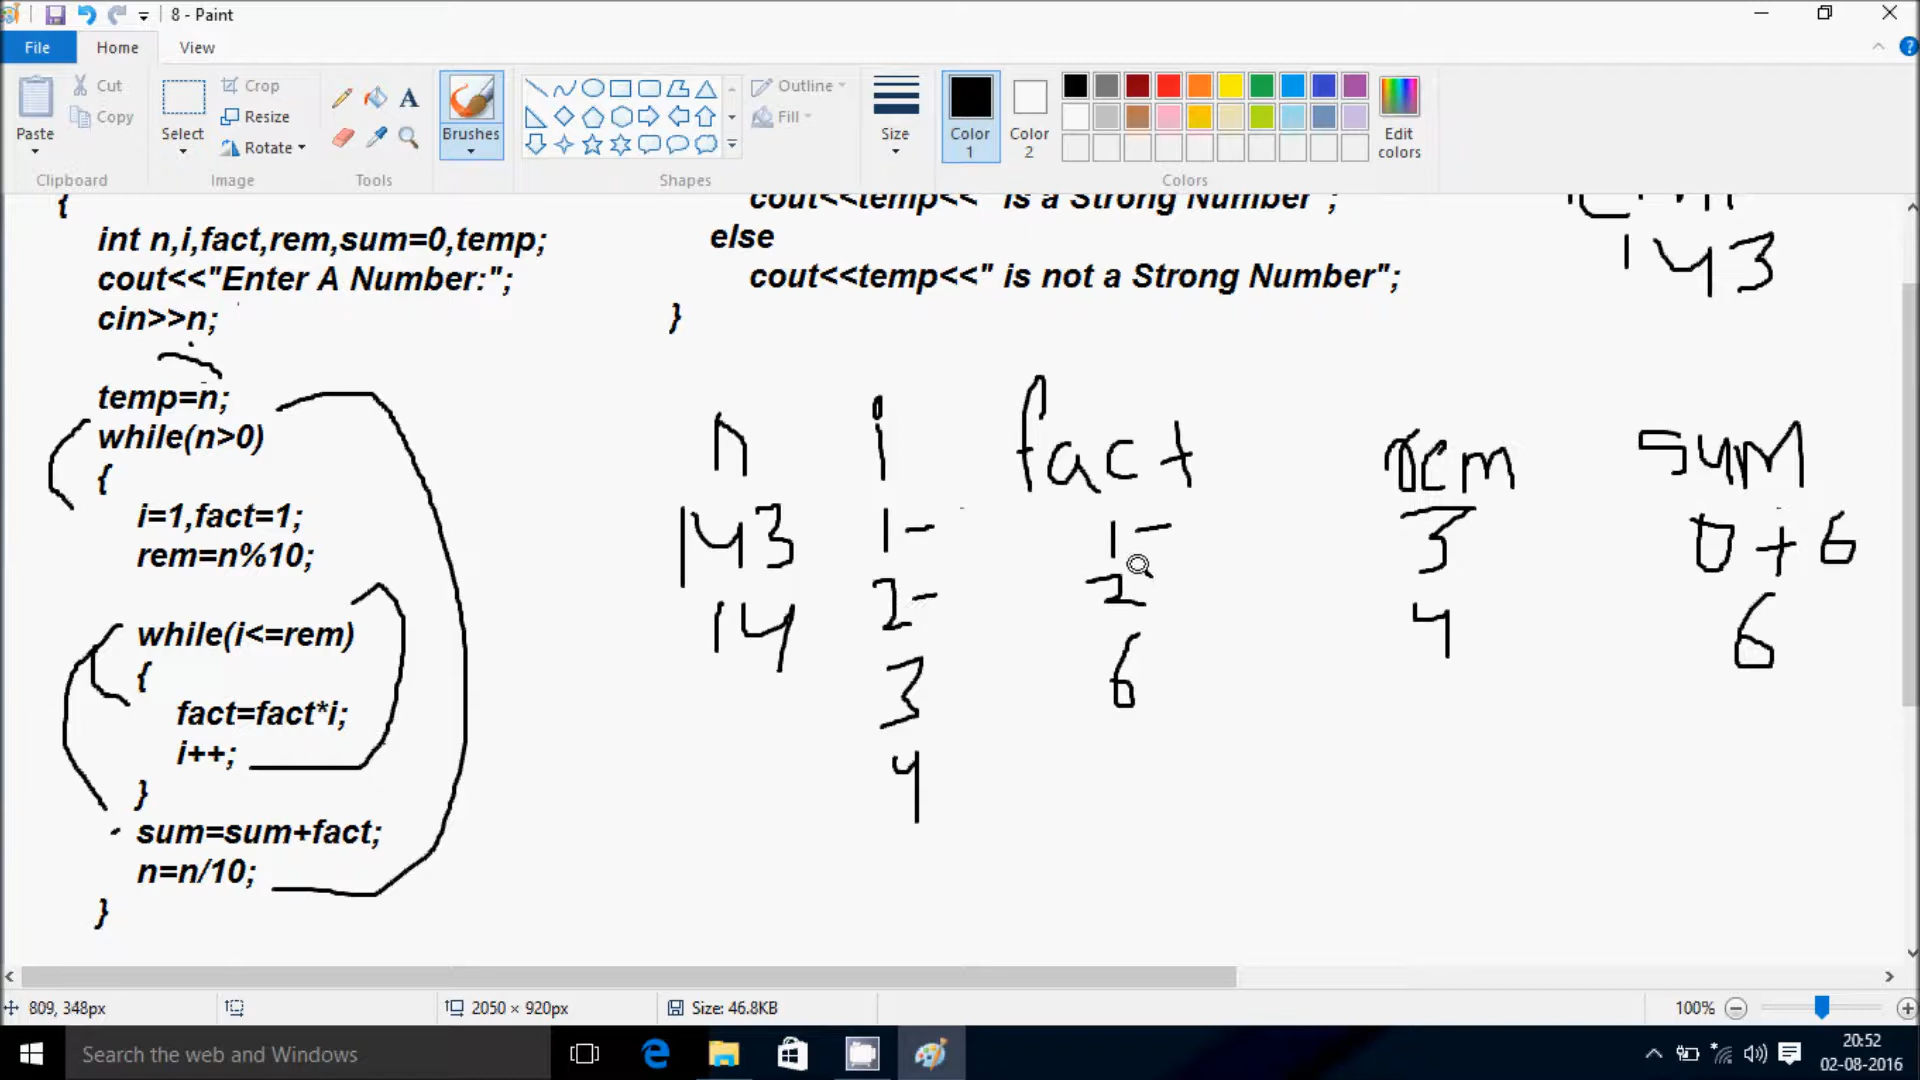 8 - Paint
File Home View
Paste Cut Copy Clipboard
Select Crop Resize Rotate Image
Tools
Brushes
Outline Fill Shapes
Size
Color 1 Color 2 Edit colors Colors
{
int n,i,fact,rem,sum=0,temp;
cout<<"Enter A Number:";
cin>>n;
temp=n;
while(n>0)
{
i=1,fact=1;
rem=n%10;
while(i<=rem)
{
fact=fact*i;
i++;
}
sum=sum+fact;
n=n/10;
}
cout<<temp<<" is a Strong Number";
else
cout<<temp<<" is not a Strong Number";
}
143
n i fact rem sum
143 1- 1- 3 0+6
14 2- 2 4 6
3 6
4
809, 348px 2050 × 920px Size: 46.8KB 100%
Search the web and Windows
20:52
02-08-2016